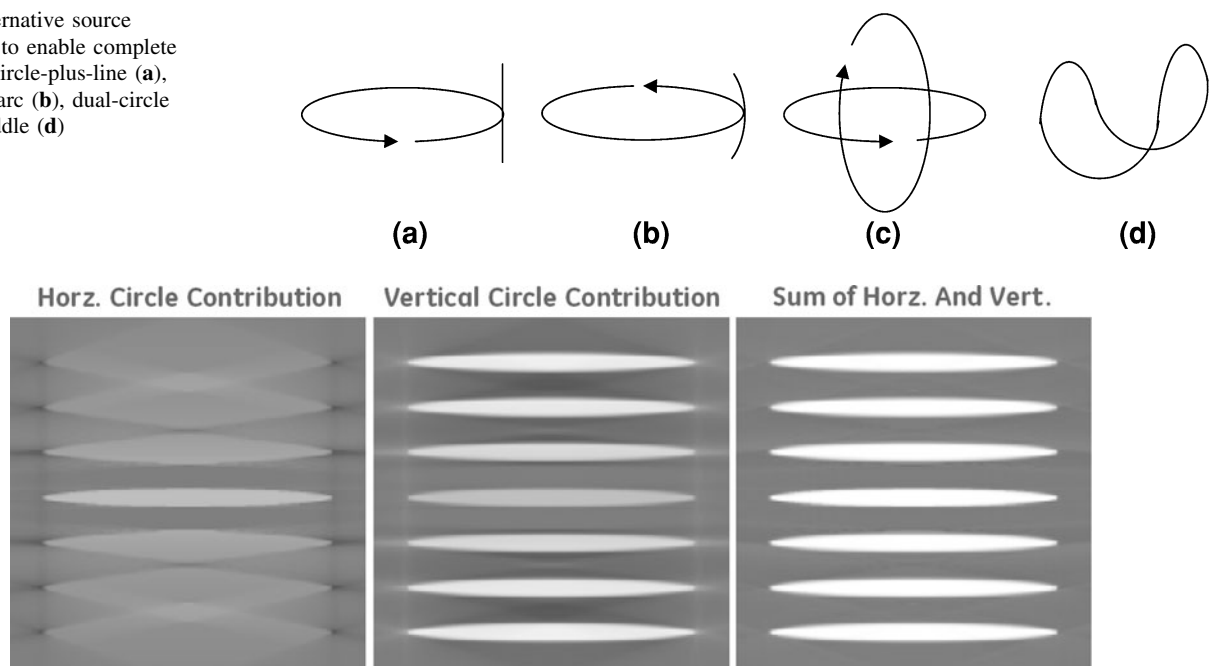 ernative source
to enable complete
ircle-plus-line (a),
arc (b), dual-circle
ddle (d)
(a)
(b)
(c)
(d)
Horz. Circle Contribution
Vertical Circle Contribution
Sum of Horz. And Vert.